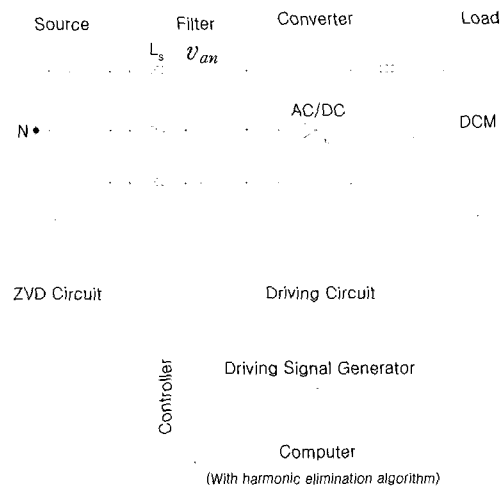 Source Filter Converter Load
Ls van
AC/DC
N DCM
ZVD Circuit Driving Circuit
Controller
Driving Signal Generator
Computer
(With harmonic elimination algorithm)